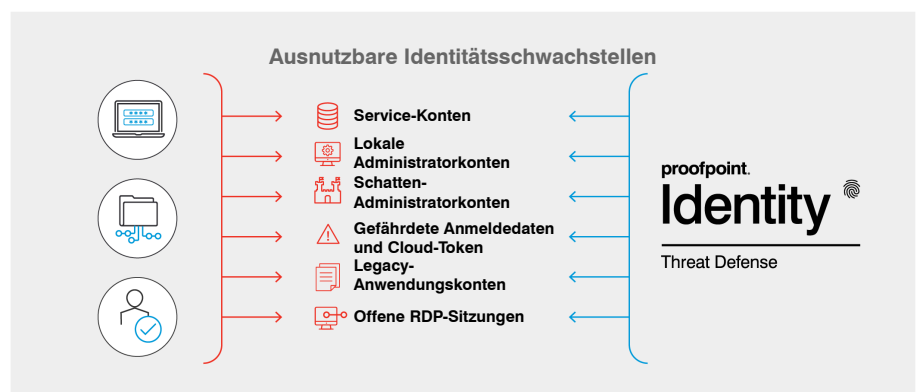 Ausnutzbare Identitätsschwachstellen
Service-Konten
Lokale
Administratorkonten
Schatten-
Administratorkonten
Gefährdete Anmeldedaten
und Cloud-Token
Legacy-
Anwendungskonten
Offene RDP-Sitzungen
proofpoint.
Identity
Threat Defense